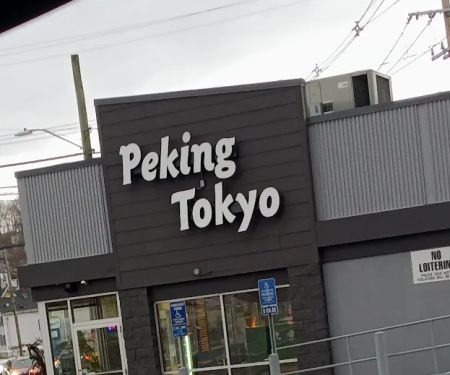 Peking
Tokyo
NO
LOITERING